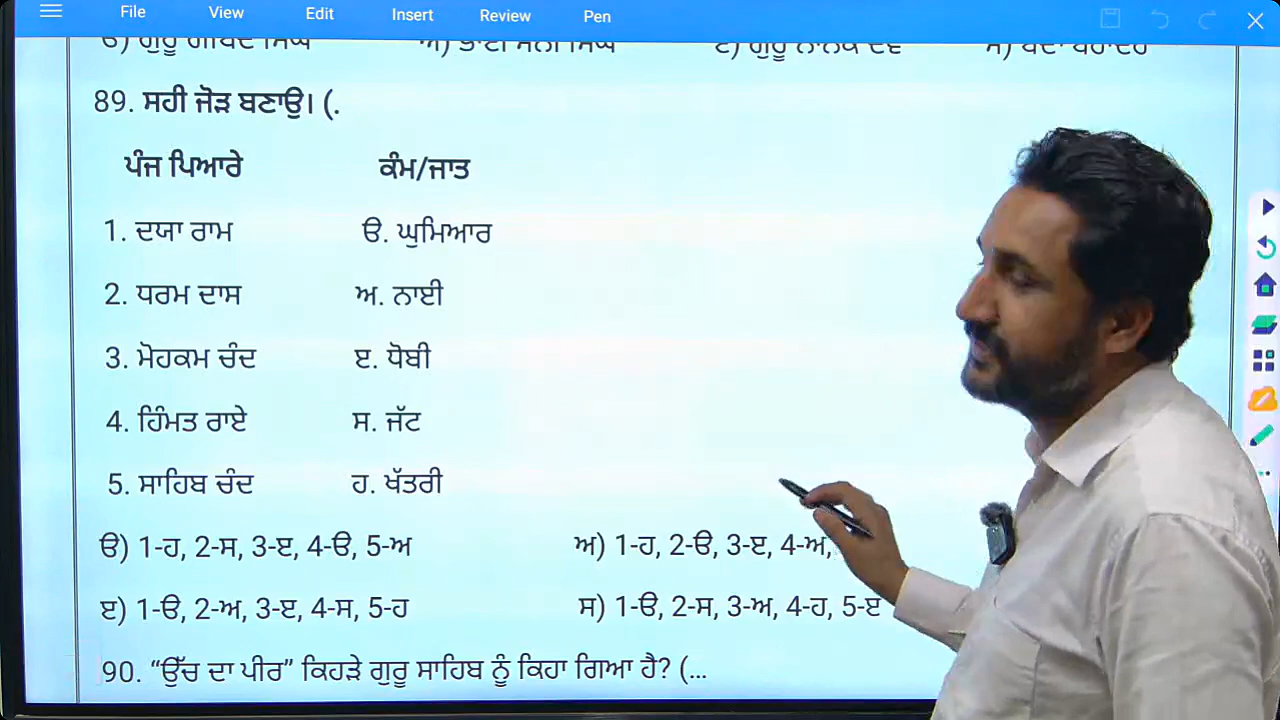 File View Edit Insert Review Pen
89. ਸਹੀ ਜੋੜ ਬਣਾਉ। (.
ਪੰਜ ਪਿਆਰੇ ਕੰਮ/ਜਾਤ
1. ਦਯਾ ਰਾਮ ੳ. ਘੁਮਿਆਰ
2. ਧਰਮ ਦਾਸ ਅ. ਨਾਈ
3. ਮੋਹਕਮ ਚੰਦ ੲ. ਧੋਬੀ
4. ਹਿੰਮਤ ਰਾਏ ਸ. ਜੱਟ
5. ਸਾਹਿਬ ਚੰਦ ਹ. ਖੱਤਰੀ
ੳ) 1-ਹ, 2-ਸ, 3-ੲ, 4-ੳ, 5-ਅ ਅ) 1-ਹ, 2-ੳ, 3-ੲ, 4-ਅ,
ੲ) 1-ੳ, 2-ਅ, 3-ੲ, 4-ਸ, 5-ਹ ਸ) 1-ੳ, 2-ਸ, 3-ਅ, 4-ਹ, 5-ੲ
90. “ਉੱਚ ਦਾ ਪੀਰ” ਕਿਹੜੇ ਗੁਰੂ ਸਾਹਿਬ ਨੂੰ ਕਿਹਾ ਗਿਆ ਹੈ? (...